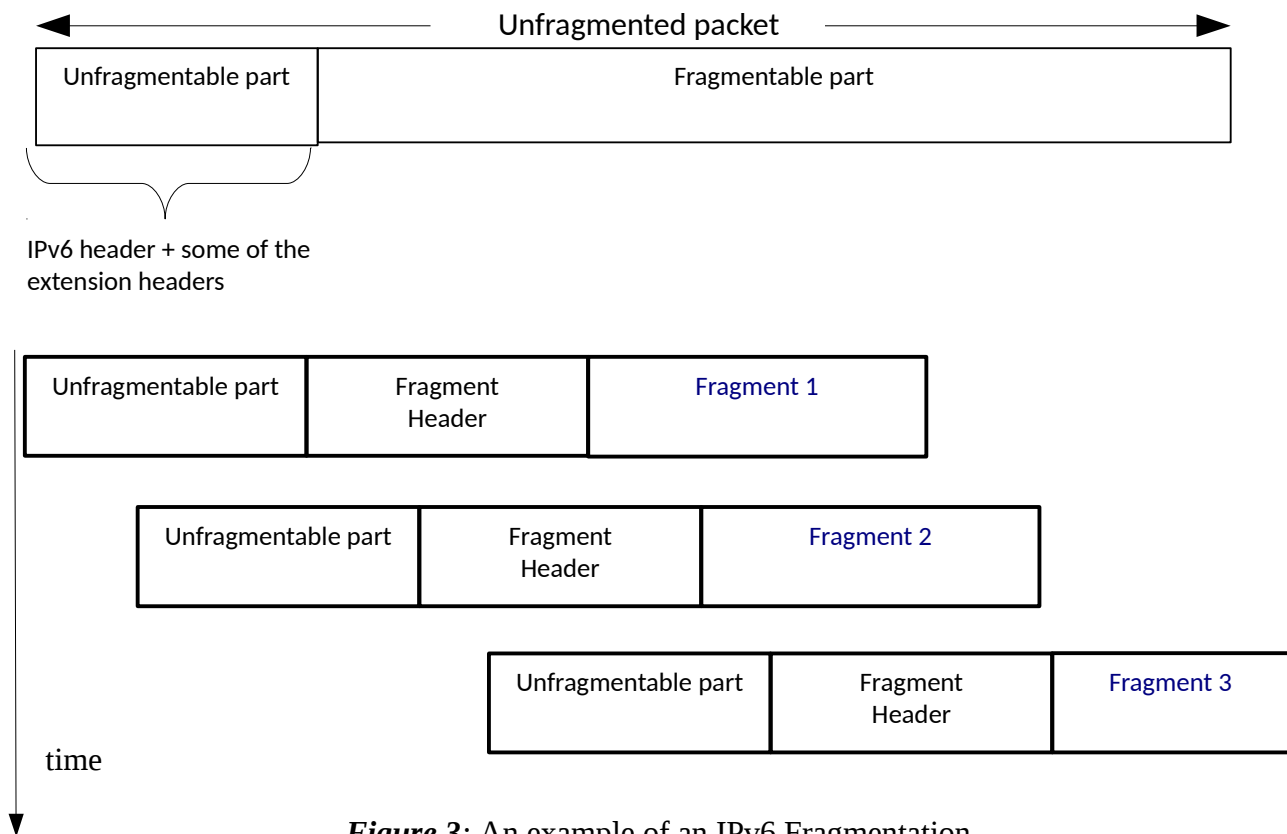 Unfragmented packet
Unfragmentable part
Fragmentable part
IPv6 header + some of the
extension headers
Unfragmentable part
Fragment
Header
Fragment 1
Unfragmentable part
Fragment
Header
Fragment 2
Unfragmentable part
Fragment
Header
Fragment 3
time
Figure 3: An example of an IPv6 Fragmentation